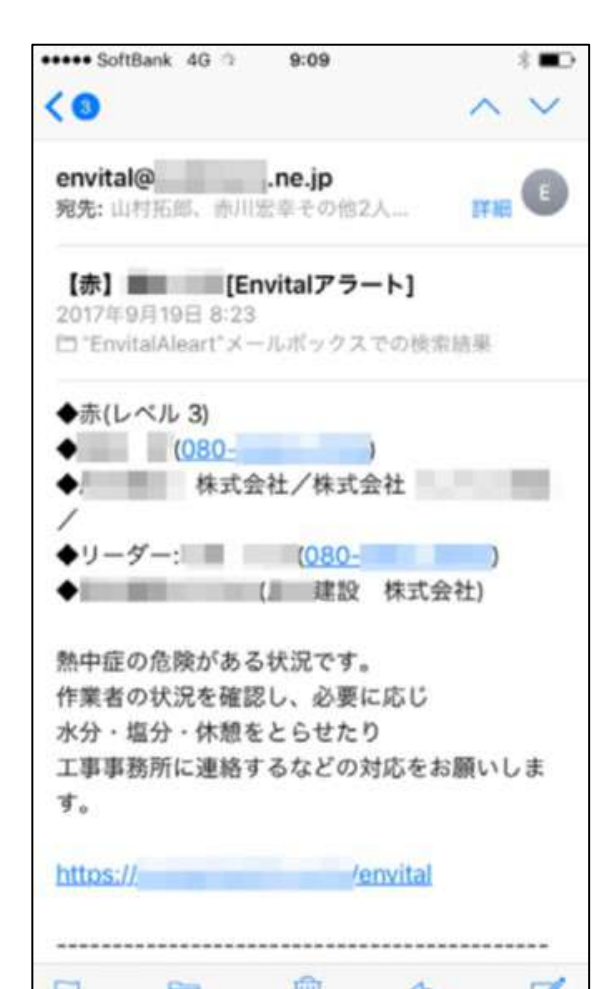 SoftBank 4G 9:09
3
envital@ .ne.jp
宛先: 山村拓郎、赤川宏幸その他2人... 詳細 E
【赤】 [Envitalアラート]
2017年9月19日 8:23
"EnvitalAleart"メールボックスでの検索結果
◆赤(レベル 3)
◆ (080- )
◆ 株式会社/株式会社
/
◆リーダー: (080- )
◆ ( 建設 株式会社)
熱中症の危険がある状況です。
作業者の状況を確認し、必要に応じ
水分・塩分・休憩をとらせたり
工事事務所に連絡するなどの対応をお願いしま
す。
https:// /envital
--------------------------------------------